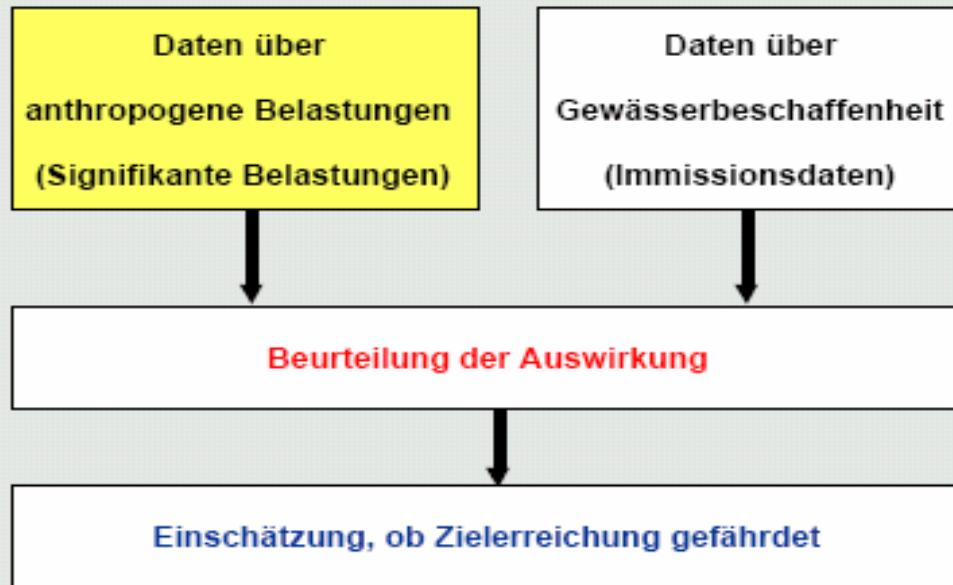 Daten über
anthropogene Belastungen
(Signifikante Belastungen)
Daten über
Gewässerbeschaffenheit
(Immissionsdaten)
Beurteilung der Auswirkung
Einschätzung, ob Zielerreichung gefährdet